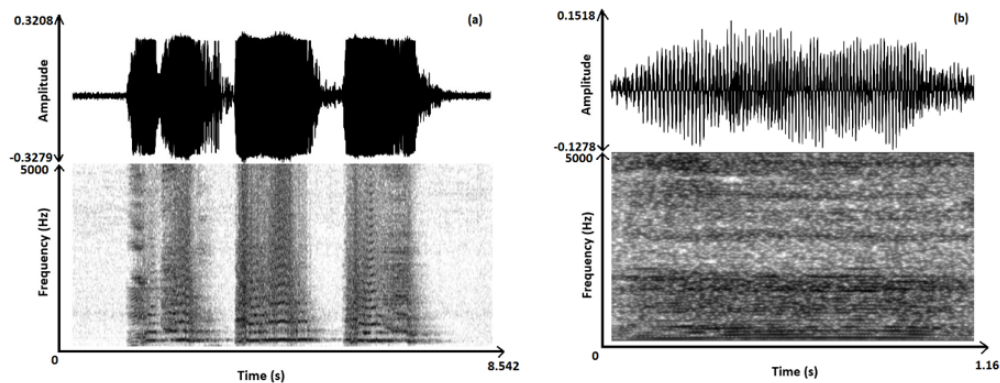 0.3208
(a)
Amplitude
-0.3279
5000
Frequency (Hz)
0
Time (s)
8.542
0.1518
(b)
Amplitude
-0.1278
5000
Frequency (Hz)
0
Time (s)
1.16